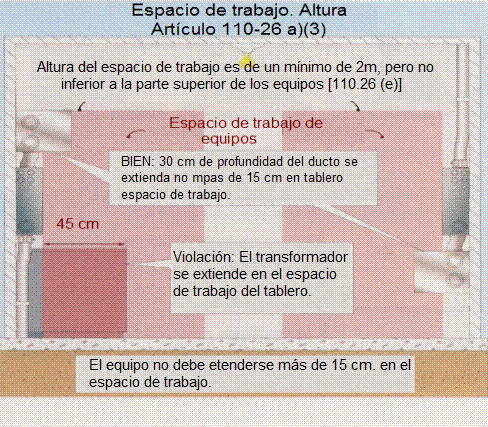 Espacio de trabajo. Altura
Artículo 110-26 a)(3)
Altura del espacio de trabajo es de un mínimo de 2m, pero no
inferior a la parte superior de los equipos [110.26 (e)]
Espacio de trabajo de
equipos
BIEN: 30 cm de profundidad del ducto se
extienda no mpas de 15 cm en tablero
espacio de trabajo.
45 cm
Violación: El transformador
se extiende en el espacio
de trabajo del tablero.
El equipo no debe etenderse más de 15 cm. en el
espacio de trabajo.